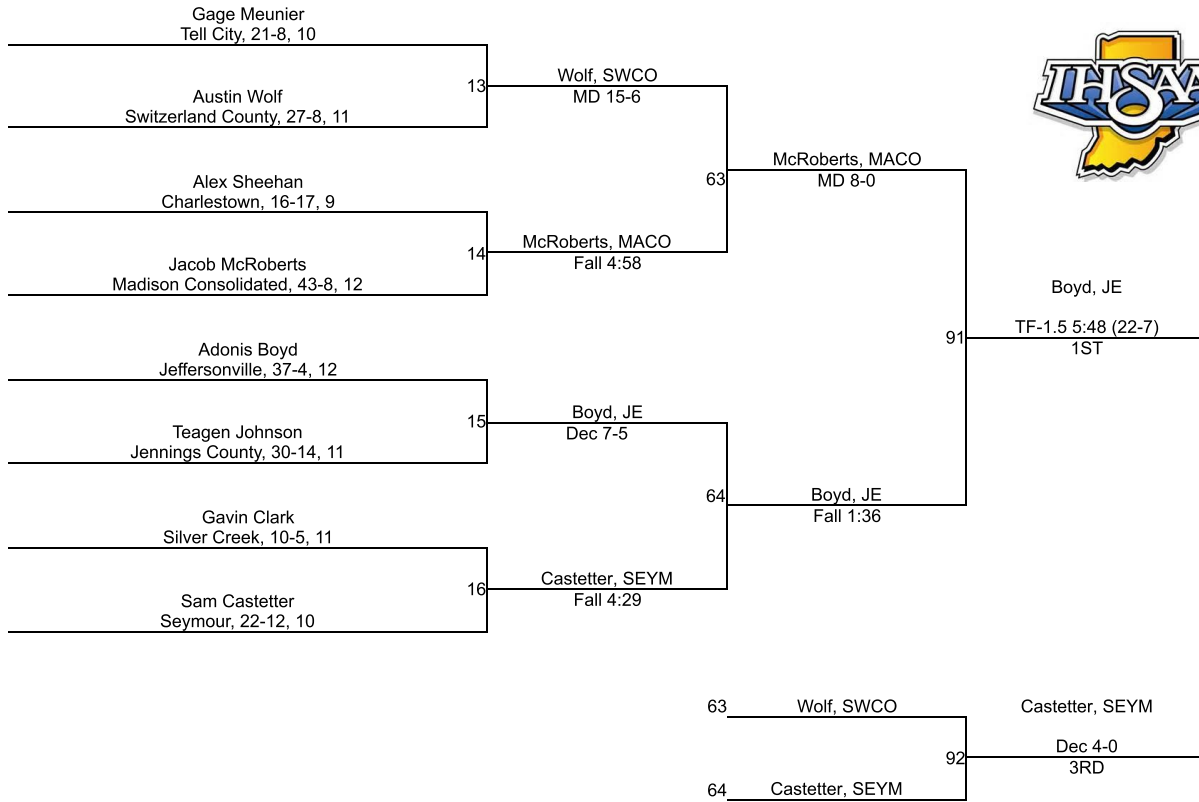 Gage Meunier
Tell City, 21-8, 10
13
Wolf, SWCO
MD 15-6
Austin Wolf
Switzerland County, 27-8, 11
IHSAA
63
McRoberts, MACO
MD 8-0
Alex Sheehan
Charlestown, 16-17, 9
14
McRoberts, MACO
Fall 4:58
Jacob McRoberts
Madison Consolidated, 43-8, 12
91
Boyd, JE
TF-1.5 5:48 (22-7)
1ST
Adonis Boyd
Jeffersonville, 37-4, 12
15
Boyd, JE
Dec 7-5
Teagen Johnson
Jennings County, 30-14, 11
64
Boyd, JE
Fall 1:36
Gavin Clark
Silver Creek, 10-5, 11
16
Castetter, SEYM
Fall 4:29
Sam Castetter
Seymour, 22-12, 10
63
Wolf, SWCO
Castetter, SEYM
92
Dec 4-0
3RD
64
Castetter, SEYM